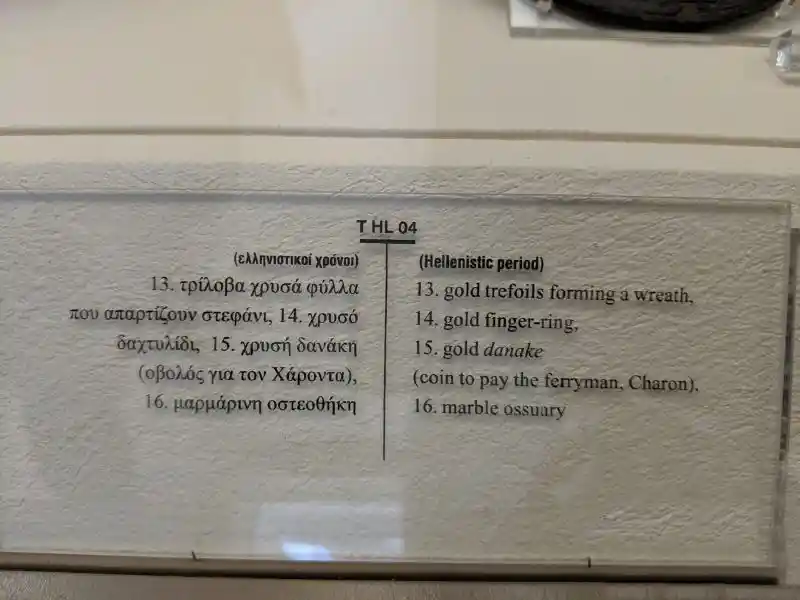 T HL 04
(ελληνιστικοί χρόνοι)
13. τρίλοβα χρυσά φύλλα
που απαρτίζουν στεφάνι, 14. χρυσό
δαχτυλίδι, 15. χρυσή δανάκη
(οβολός για τον Χάροντα),
16. μαρμάρινη οστεοθήκη
(Hellenistic period)
13. gold trefoils forming a wreath,
14. gold finger-ring,
15. gold danake
(coin to pay the ferryman, Charon),
16. marble ossuary